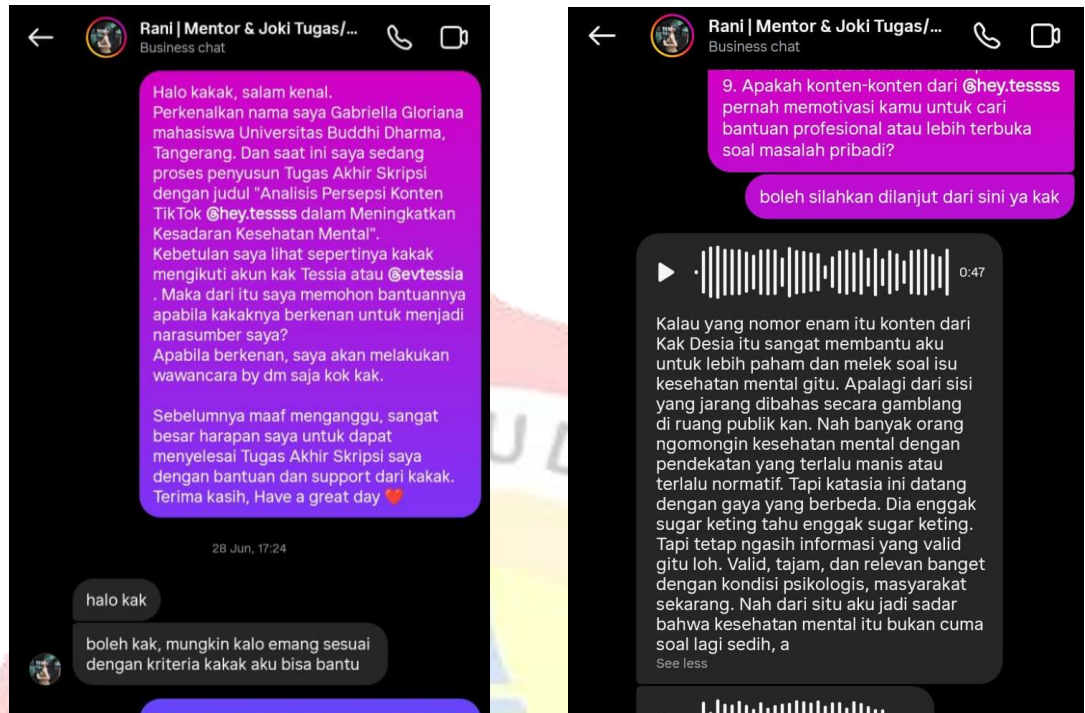 Rani | Mentor & Joki Tugas/...
Business chat
Halo kakak, salam kenal.
Perkenalkan nama saya Gabriella Gloriana
mahasiswa Universitas Buddhi Dharma,
Tangerang. Dan saat ini saya sedang
proses penyusun Tugas Akhir Skripsi
dengan judul "Analisis Persepsi Konten
TikTok @hey.tessss dalam Meningkatkan
Kesadaran Kesehatan Mental".
Kebetulan saya lihat sepertinya kakak
mengikuti akun kak Tessia atau @evtessia
. Maka dari itu saya memohon bantuannya
apabila kakaknya berkenan untuk menjadi
narasumber saya?
Apabila berkenan, saya akan melakukan
wawancara by dm saja kok kak.
Sebelumnya maaf menganggu, sangat
besar harapan saya untuk dapat
menyelesai Tugas Akhir Skripsi saya
dengan bantuan dan support dari kakak.
Terima kasih, Have a great day ❤️
28 Jun, 17:24
halo kak
boleh kak, mungkin kalo emang sesuai
dengan kriteria kakak aku bisa bantu
Rani | Mentor & Joki Tugas/...
Business chat
9. Apakah konten-konten dari @hey.tessss
pernah memotivasi kamu untuk cari
bantuan profesional atau lebih terbuka
soal masalah pribadi?
boleh silahkan dilanjut dari sini ya kak
0:47
Kalau yang nomor enam itu konten dari
Kak Desia itu sangat membantu aku
untuk lebih paham dan melek soal isu
kesehatan mental gitu. Apalagi dari sisi
yang jarang dibahas secara gamblang
di ruang publik kan. Nah banyak orang
ngomongin kesehatan mental dengan
pendekatan yang terlalu manis atau
terlalu normatif. Tapi katasia ini datang
dengan gaya yang berbeda. Dia enggak
sugar keting tahu enggak sugar keting.
Tapi tetap ngasih informasi yang valid
gitu loh. Valid, tajam, dan relevan banget
dengan kondisi psikologis, masyarakat
sekarang. Nah dari situ aku jadi sadar
bahwa kesehatan mental itu bukan cuma
soal lagi sedih, a
See less